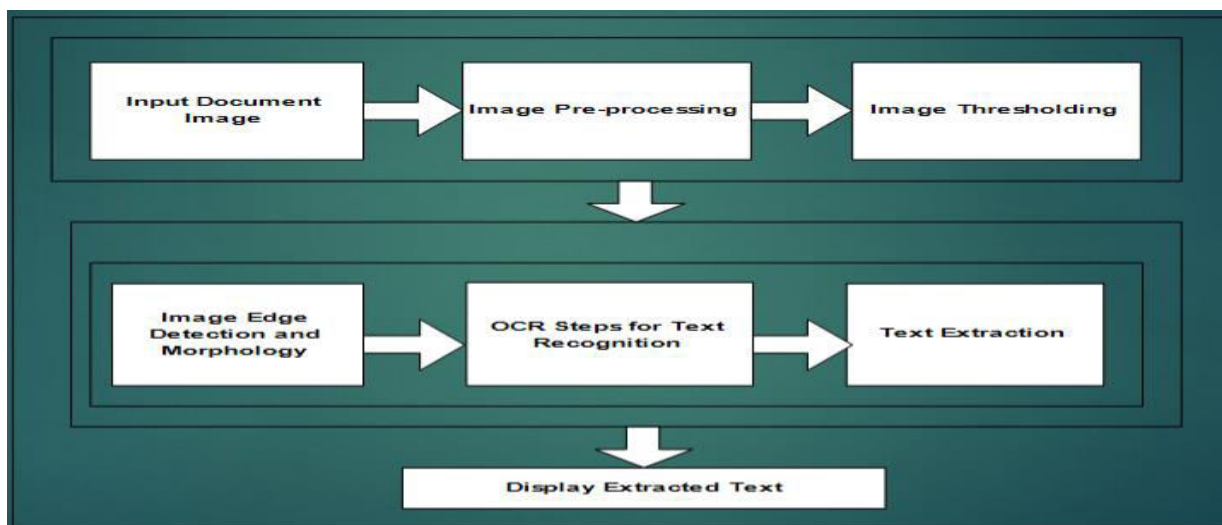 Input Document
Image
Image Pre-processing
Image Thresholding
Image Edge
Detection and
Morphology
OCR Steps for Text
Recognition
Text Extraction
Display Extracted Text